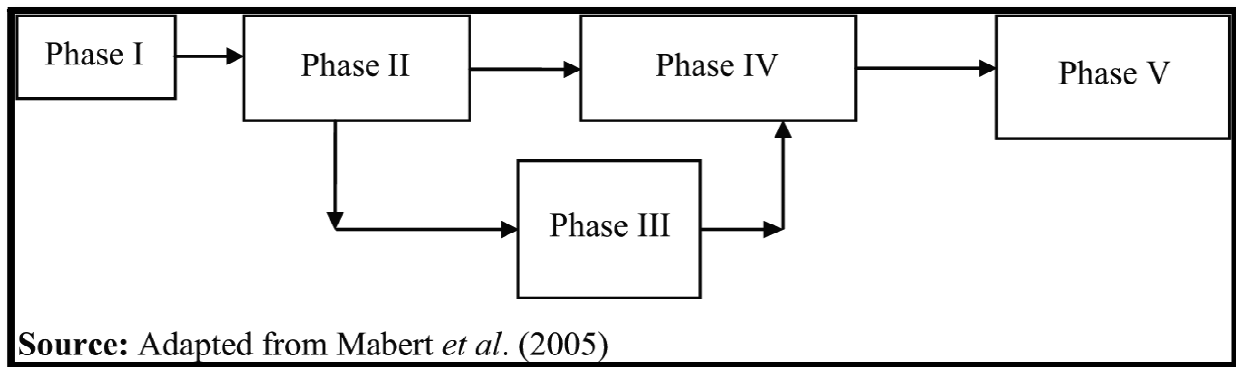 Phase I
Phase II
Phase IV
Phase V
Phase III
Source: Adapted from Mabert et al. (2005)